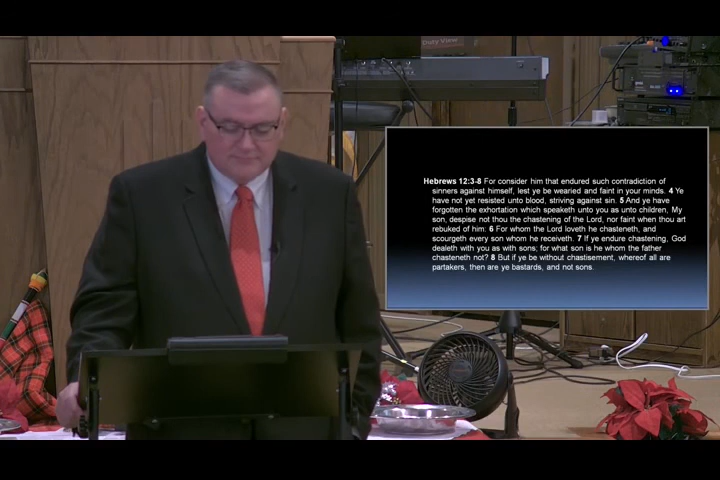 Duty View
Hebrews 12:3-8 For consider him that endured such contradiction of
sinners against himself, lest ye be wearied and faint in your minds. 4 Ye
have not yet resisted unto blood, striving against sin. 5 And ye have
forgotten the exhortation which speaketh unto you as unto children, My
son, despise not thou the chastening of the Lord, nor faint when thou art
rebuked of him: 6 For whom the Lord loveth he chasteneth, and
scourgeth every son whom he receiveth. 7 If ye endure chastening, God
dealeth with you as with sons; for what son is he whom the father
chasteneth not? 8 But if ye be without chastisement, whereof all are
partakers, then are ye bastards, and not sons.